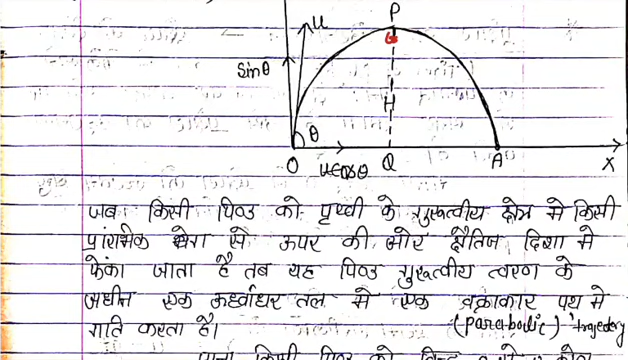 P
u
G
Sinθ
H
θ
O
ucosθ
Q
A
X
जब किसी पिण्ड को पृथ्वी के गुरुत्वीय क्षेत्र मे किसी
प्रांरभिक वेग से ऊपर की ओर क्षैतिज दिशा मे
फेंका जाता है तब यह पिण्ड गुरुत्वीय त्वरण के
अधीन एक ऊर्ध्वाधर तल मे एक वक्राकार पथ मे
गति करता है। (parabolic) trajectory
माना किसी पिण्ड को बिन्दु